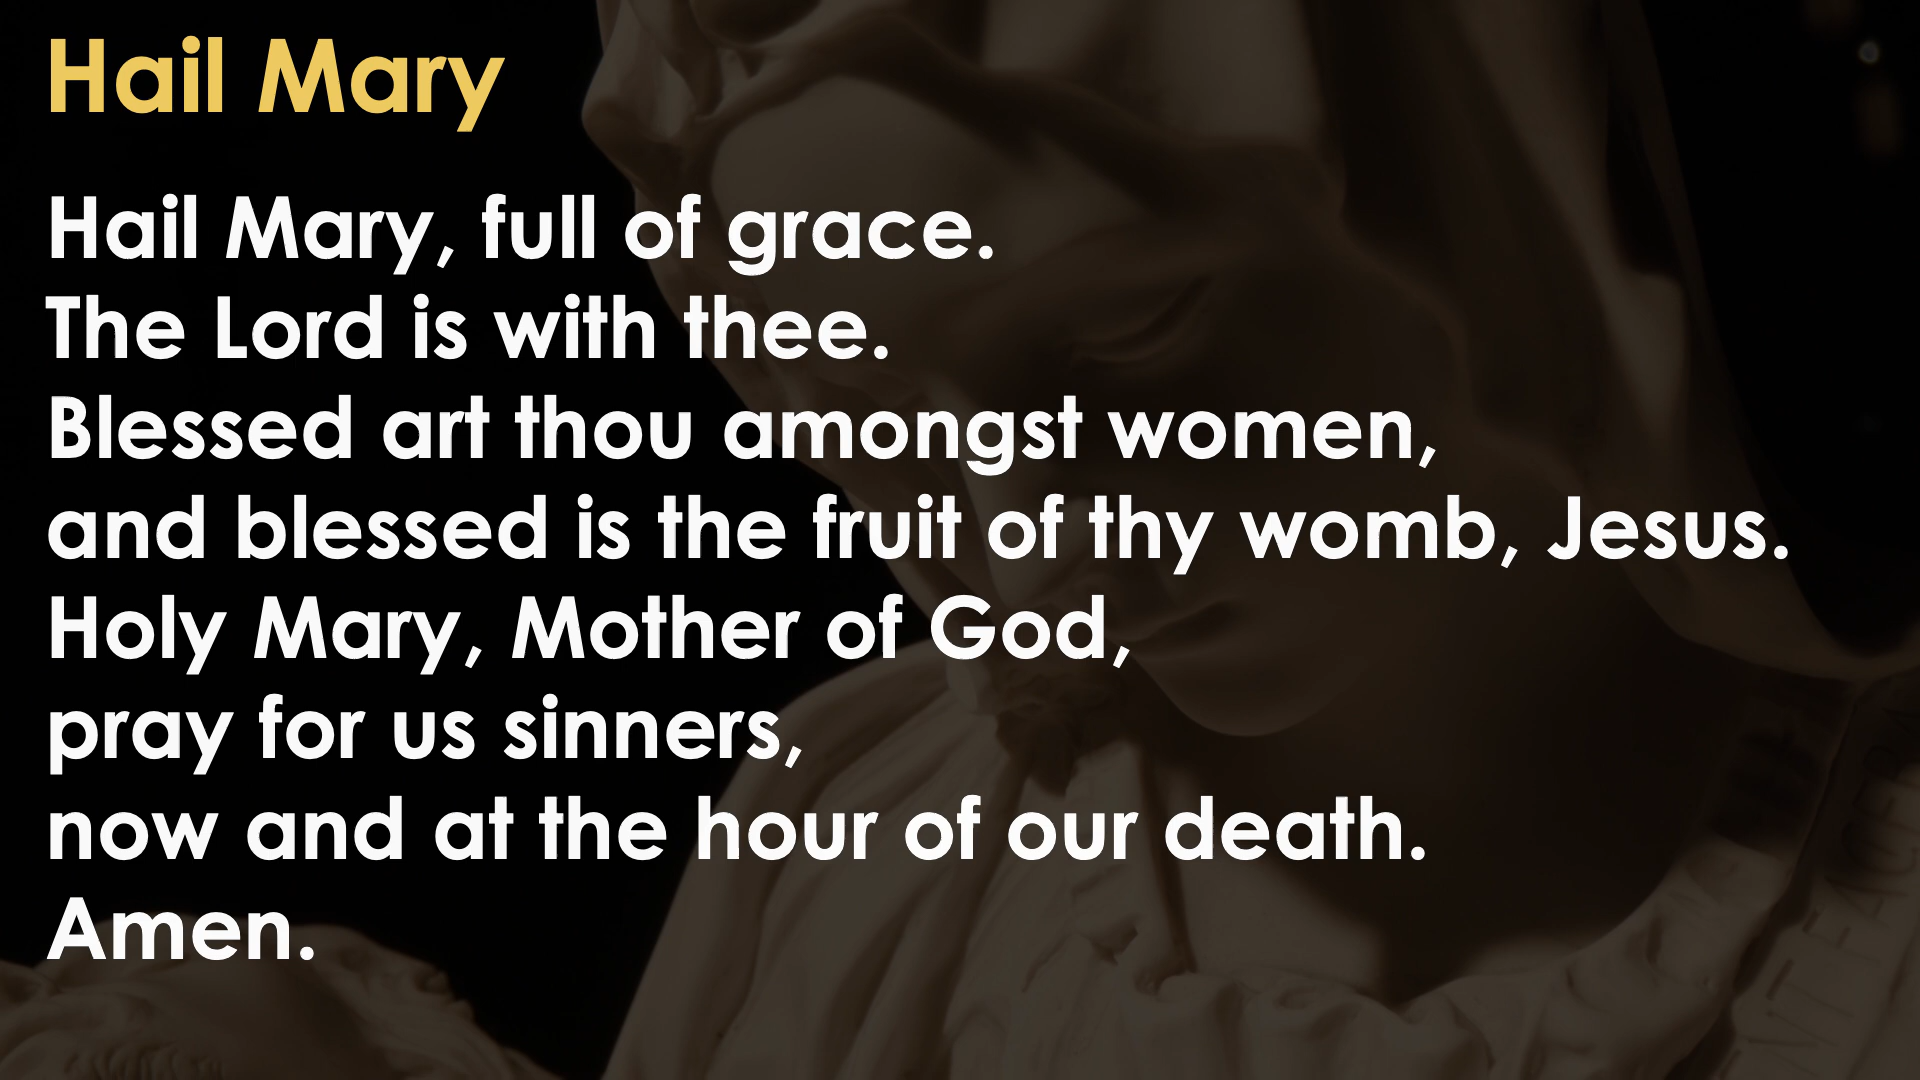 Hail Mary
Hail Mary, full of grace.
The Lord is with thee.
Blessed art thou amongst women,
and blessed is the fruit of thy womb, Jesus.
Holy Mary, Mother of God,
pray for us sinners,
now and at the hour of our death.
Amen.